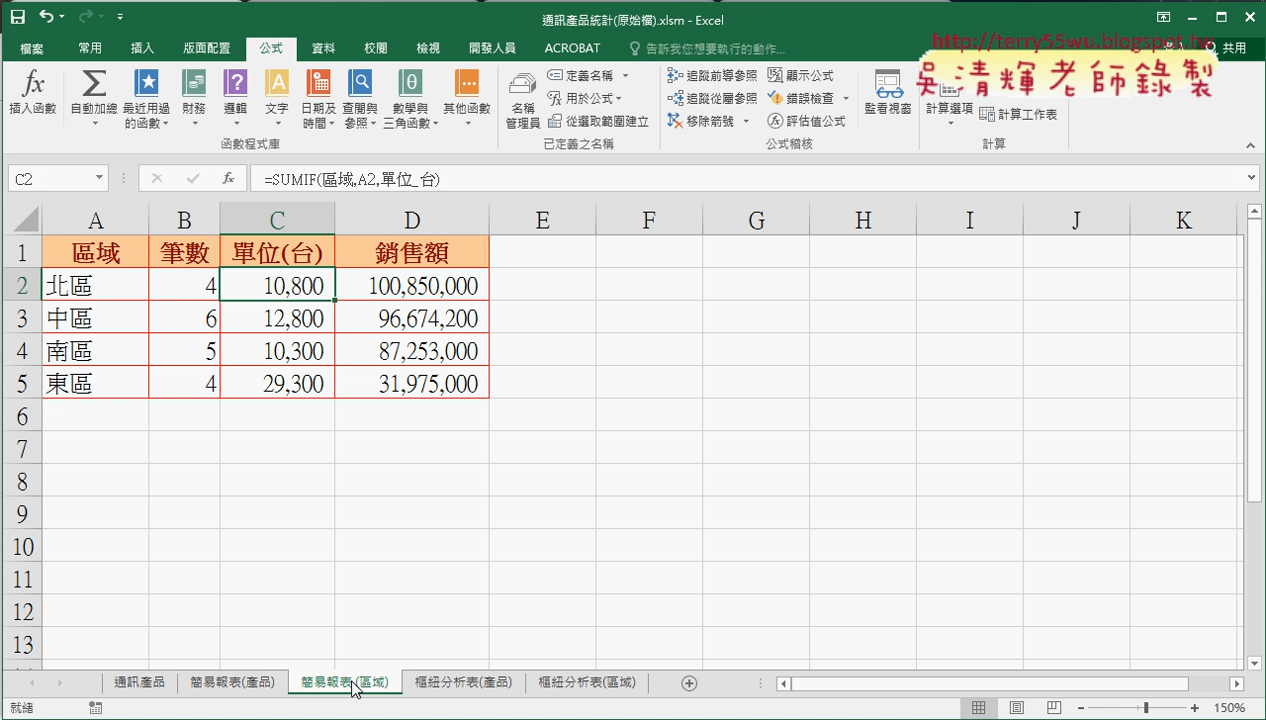 通訊產品統計(原始檔).xlsm - Excel
http://terry55wu.blogspot.tw
檔案 常用 插入 版面配置 公式 資料 校閱 檢視 開發人員 ACROBAT 告訴我您想要執行的動作... 共用
吳清輝老師錄製
fx Σ ? A θ
插入函數 自動加總 最近用過的函數 財務 邏輯 文字 日期及時間 查閱與參照 數學與三角函數 其他函數
名稱管理員 定義名稱 用於公式 從選取範圍建立
追蹤前導參照 追蹤從屬參照 移除箭號 顯示公式 錯誤檢查 評估值公式 監看視窗
計算選項 計算工作表
函數程式庫 已定義之名稱 公式稽核 計算
C2 fx =SUMIF(區域,A2,單位_台)
A B C D E F G H I J K
1 區域 筆數 單位(台) 銷售額
2 北區 4 10,800 100,850,000
3 中區 6 12,800 96,674,200
4 南區 5 10,300 87,253,000
5 東區 4 29,300 31,975,000
6
7
8
9
10
11
12
13
通訊產品 簡易報表(產品) 簡易報表(區域) 樞紐分析表(產品) 樞紐分析表(區域)
就緒 150%